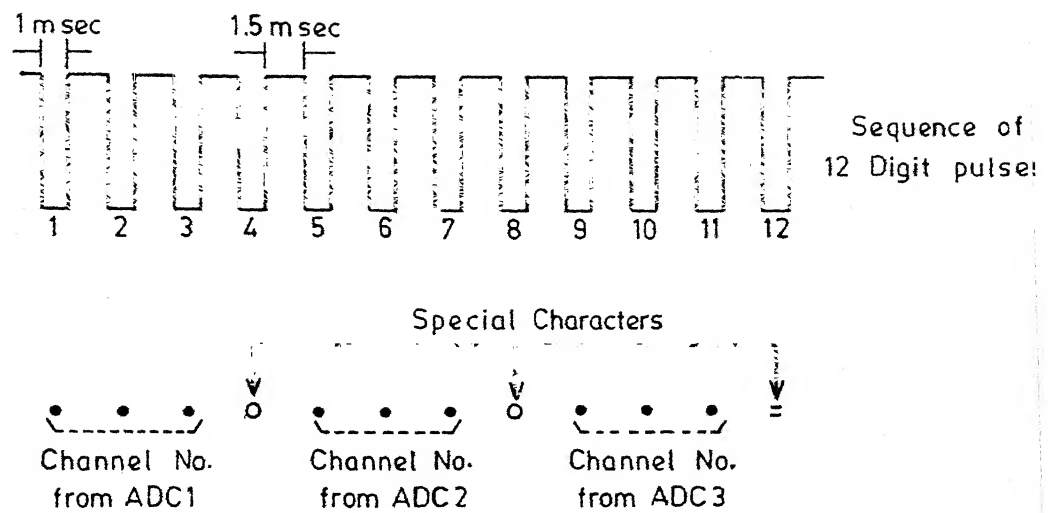 1 m sec
1.5 m sec
Sequence of
12 Digit pulse
1 2 3 4 5 6 7 8 9 10 11 12
Special Characters
• • • o • • • o • • • =
Channel No. Channel No. Channel No.
from ADC1 from ADC2 from ADC3